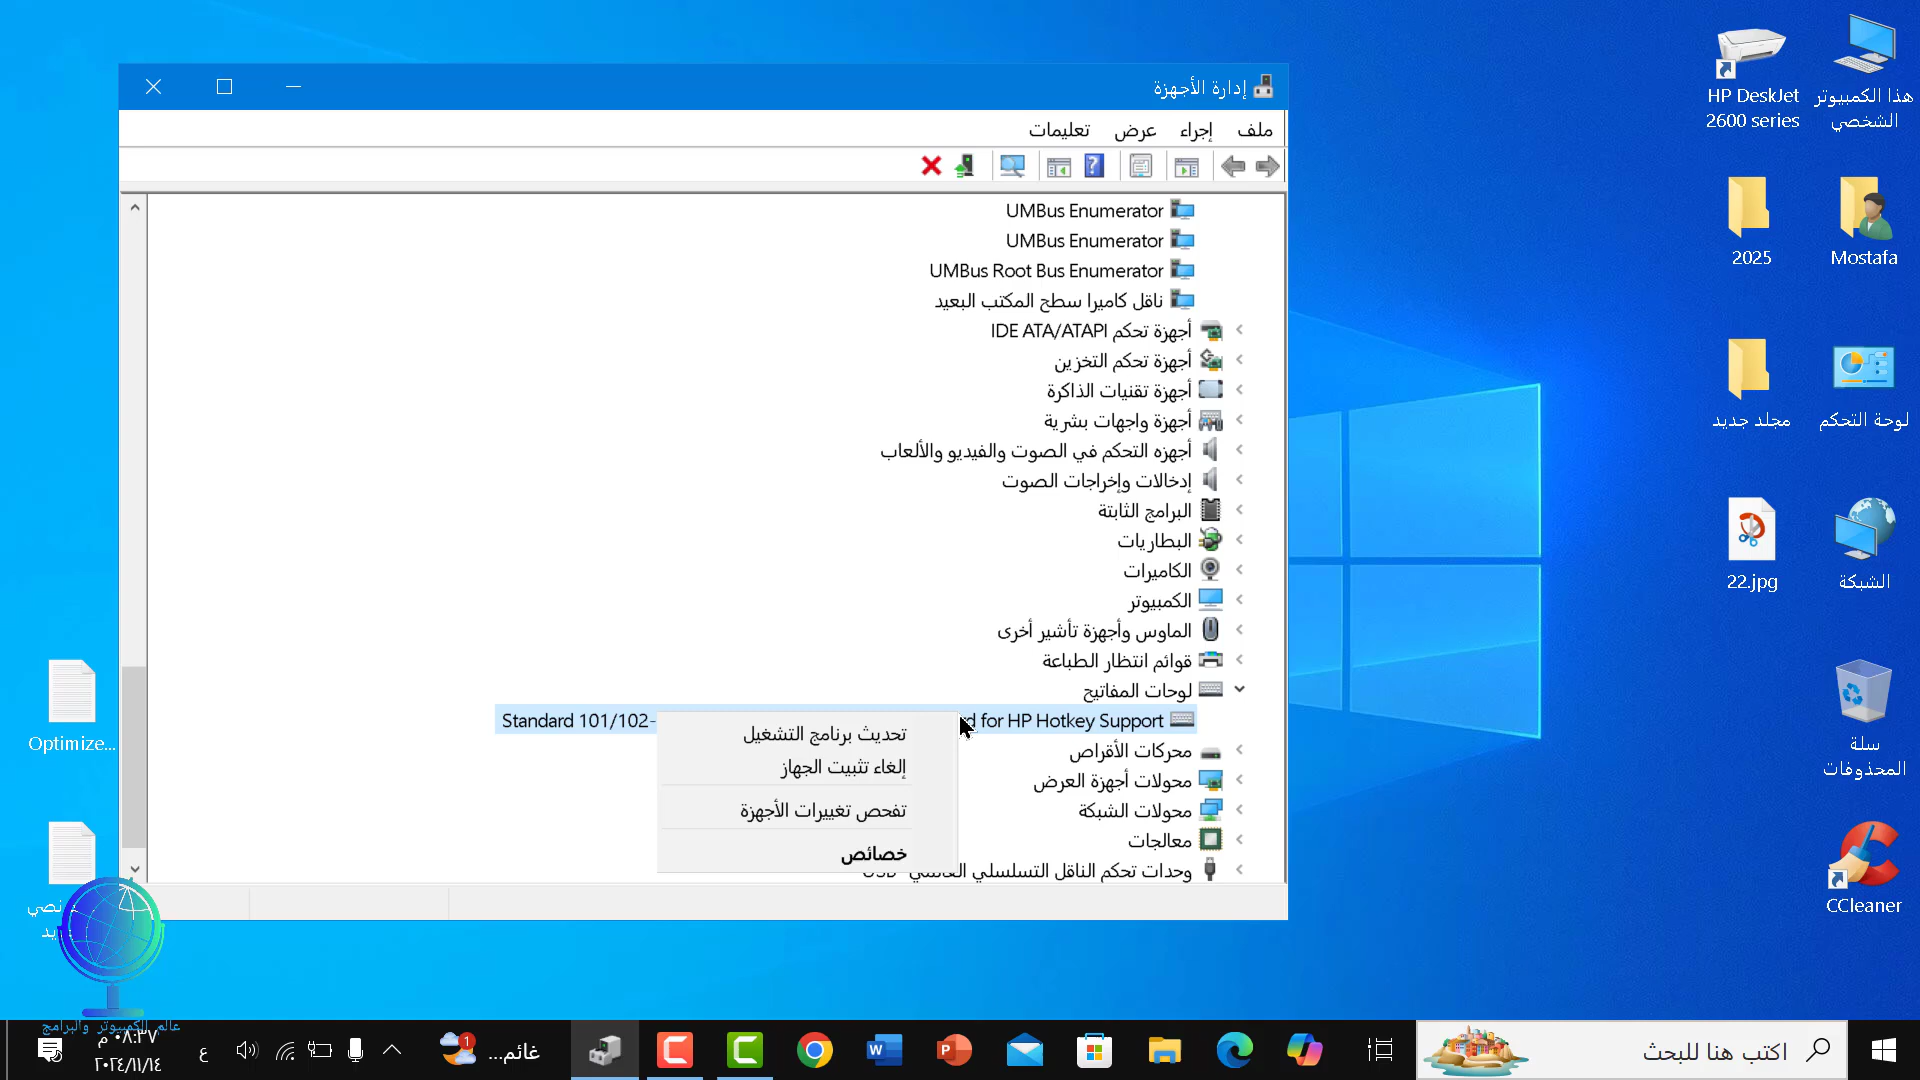 إدارة الأجهزة
ملف
إجراء
عرض
تعليمات
UMBus Enumerator
UMBus Enumerator
UMBus Root Bus Enumerator
ناقل كاميرا سطح المكتب البعيد
أجهزة تحكم IDE ATA/ATAPI
أجهزة تحكم التخزين
أجهزة تقنيات الذاكرة
أجهزة واجهات بشرية
أجهزه التحكم في الصوت والفيديو والألعاب
إدخالات وإخراجات الصوت
البرامج الثابتة
البطاريات
الكاميرات
الكمبيوتر
الماوس وأجهزة تأشير أخرى
قوائم انتظار الطباعة
لوحات المفاتيح
Standard 101/102- d for HP Hotkey Support
محركات الأقراص
محولات أجهزة العرض
محولات الشبكة
معالجات
وحدات تحكم الناقل التسلسلي العالمي- USB
تحديث برنامج التشغيل
إلغاء تثبيت الجهاز
تفحص تغييرات الأجهزة
خصائص
هذا الكمبيوتر
الشخصي
HP DeskJet
2600 series
Mostafa
2025
لوحة التحكم
مجلد جديد
الشبكة
22.jpg
سلة
المحذوفات
CCleaner
Optimize...
نصي
عالم الكمبيوتر والبرامج
اكتب هنا للبحث
غائم...
1
ع
٠٨:٣٧ م
٢٠٢٤/١١/١٤